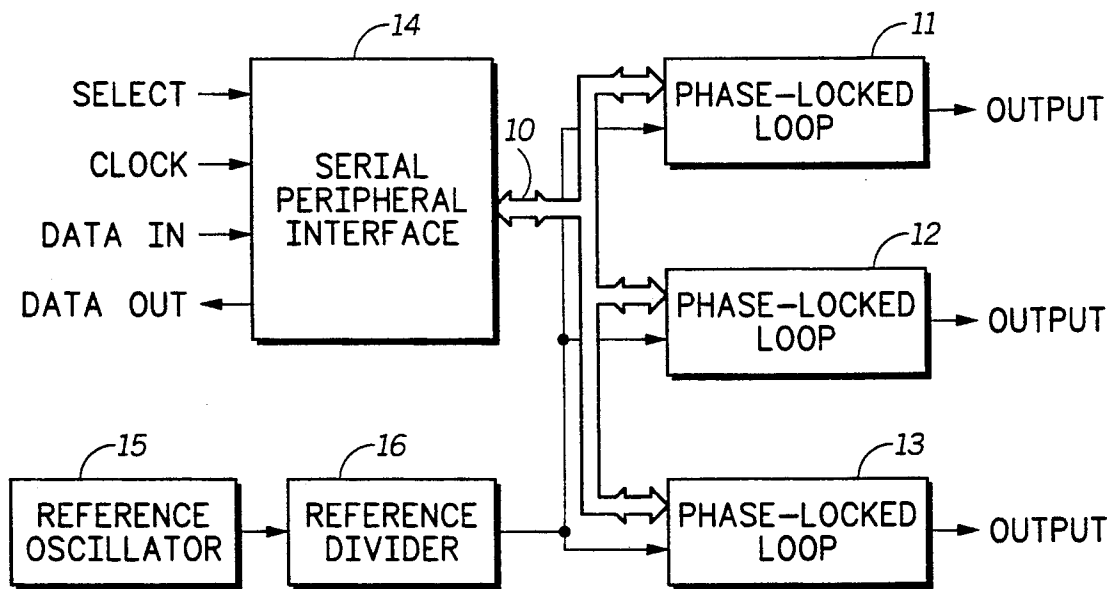 14
SELECT
CLOCK
DATA IN
DATA OUT
SERIAL
PERIPHERAL
INTERFACE
10
11
PHASE-LOCKED
LOOP
OUTPUT
12
PHASE-LOCKED
LOOP
OUTPUT
15
REFERENCE
OSCILLATOR
16
REFERENCE
DIVIDER
13
PHASE-LOCKED
LOOP
OUTPUT